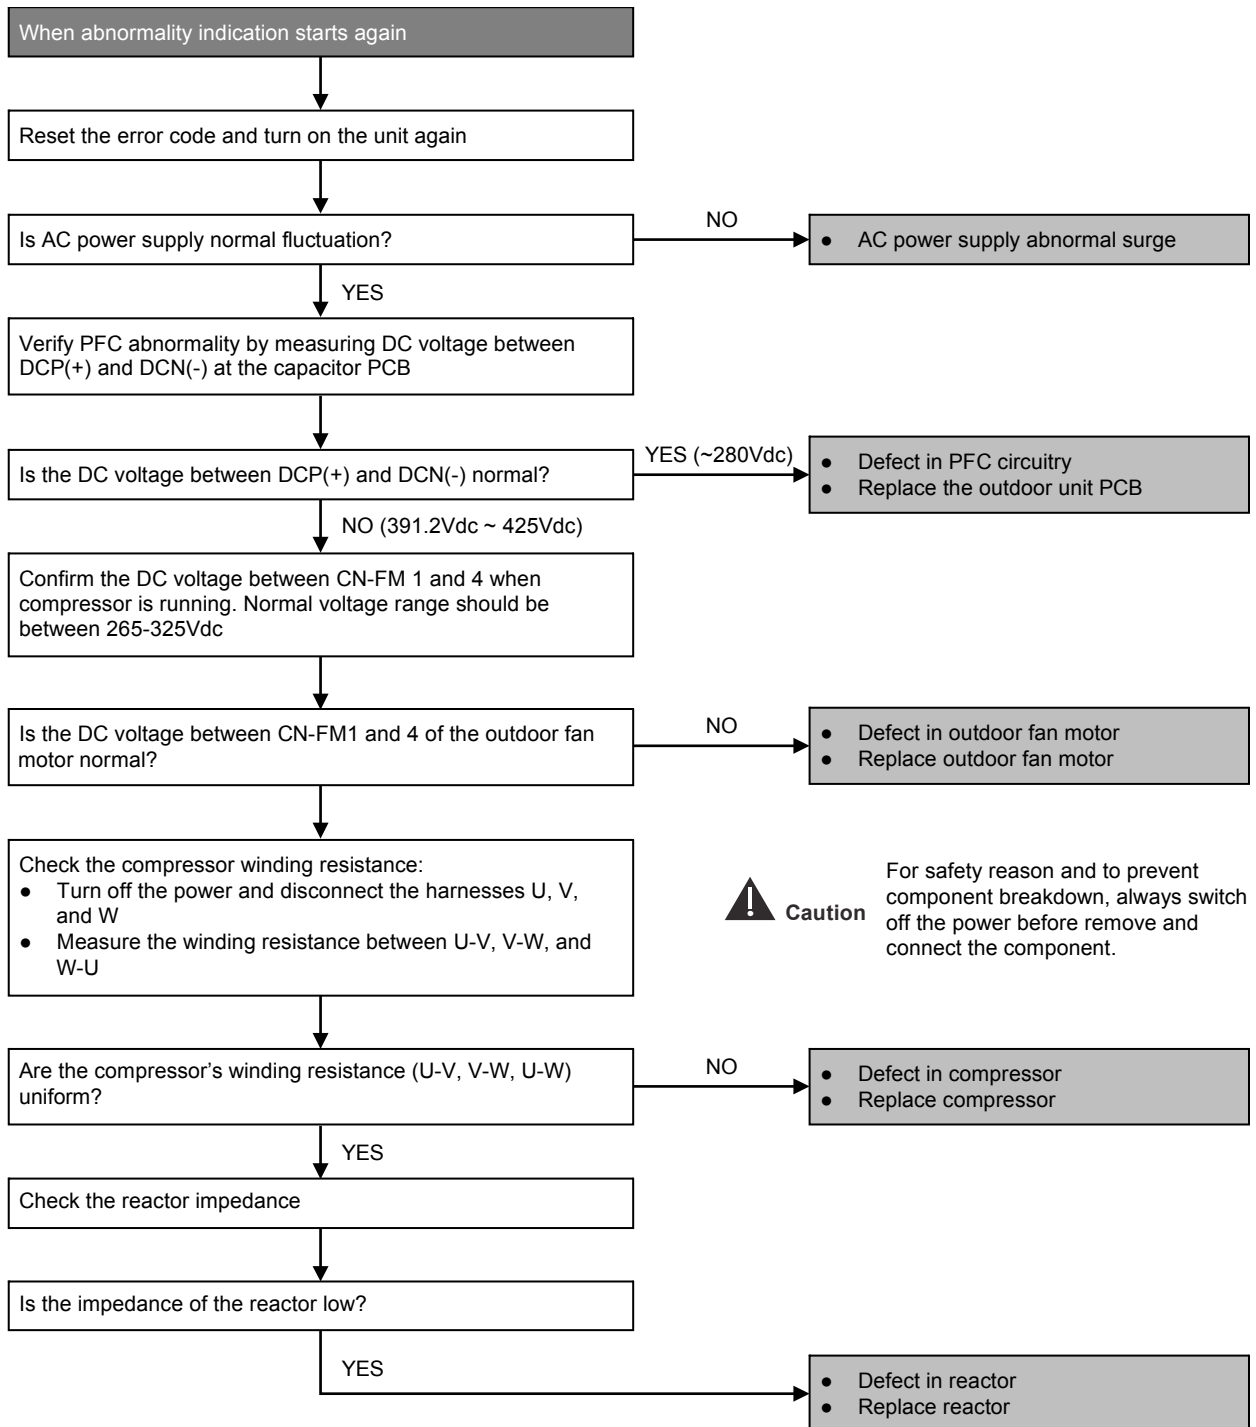 When abnormality indication starts again
Reset the error code and turn on the unit again
Is AC power supply normal fluctuation?
NO
● AC power supply abnormal surge
YES
Verify PFC abnormality by measuring DC voltage between
DCP(+) and DCN(-) at the capacitor PCB
Is the DC voltage between DCP(+) and DCN(-) normal?
YES (~280Vdc)
● Defect in PFC circuitry
● Replace the outdoor unit PCB
NO (391.2Vdc ~ 425Vdc)
Confirm the DC voltage between CN-FM 1 and 4 when
compressor is running. Normal voltage range should be
between 265-325Vdc
Is the DC voltage between CN-FM1 and 4 of the outdoor fan
motor normal?
NO
● Defect in outdoor fan motor
● Replace outdoor fan motor
Check the compressor winding resistance:
● Turn off the power and disconnect the harnesses U, V,
and W
● Measure the winding resistance between U-V, V-W, and
W-U
Caution
For safety reason and to prevent
component breakdown, always switch
off the power before remove and
connect the component.
Are the compressor’s winding resistance (U-V, V-W, U-W)
uniform?
NO
● Defect in compressor
● Replace compressor
YES
Check the reactor impedance
Is the impedance of the reactor low?
YES
● Defect in reactor
● Replace reactor